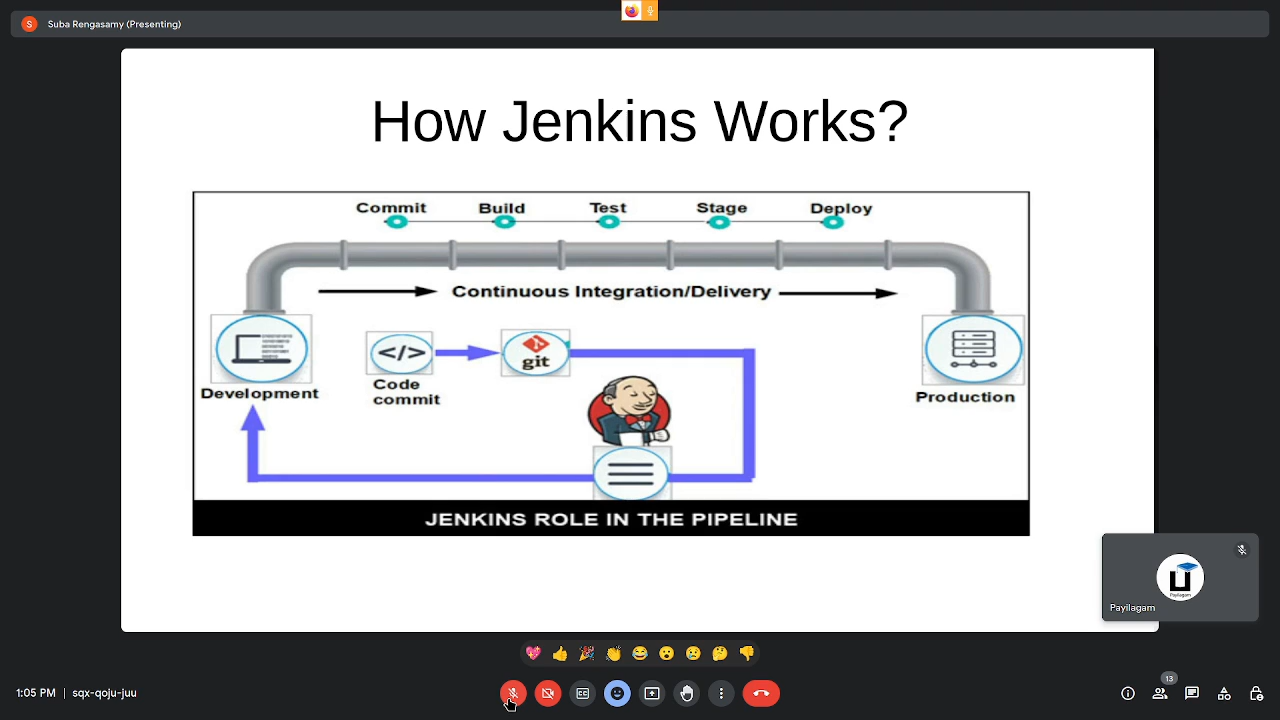 S Suba Rengasamy (Presenting)
How Jenkins Works?
Commit Build Test Stage Deploy
Continuous Integration/Delivery
</>
git
Development
Code
commit
Production
JENKINS ROLE IN THE PIPELINE
Payilagam
Payilagam
13
1:05 PM | sqx-qoju-juu